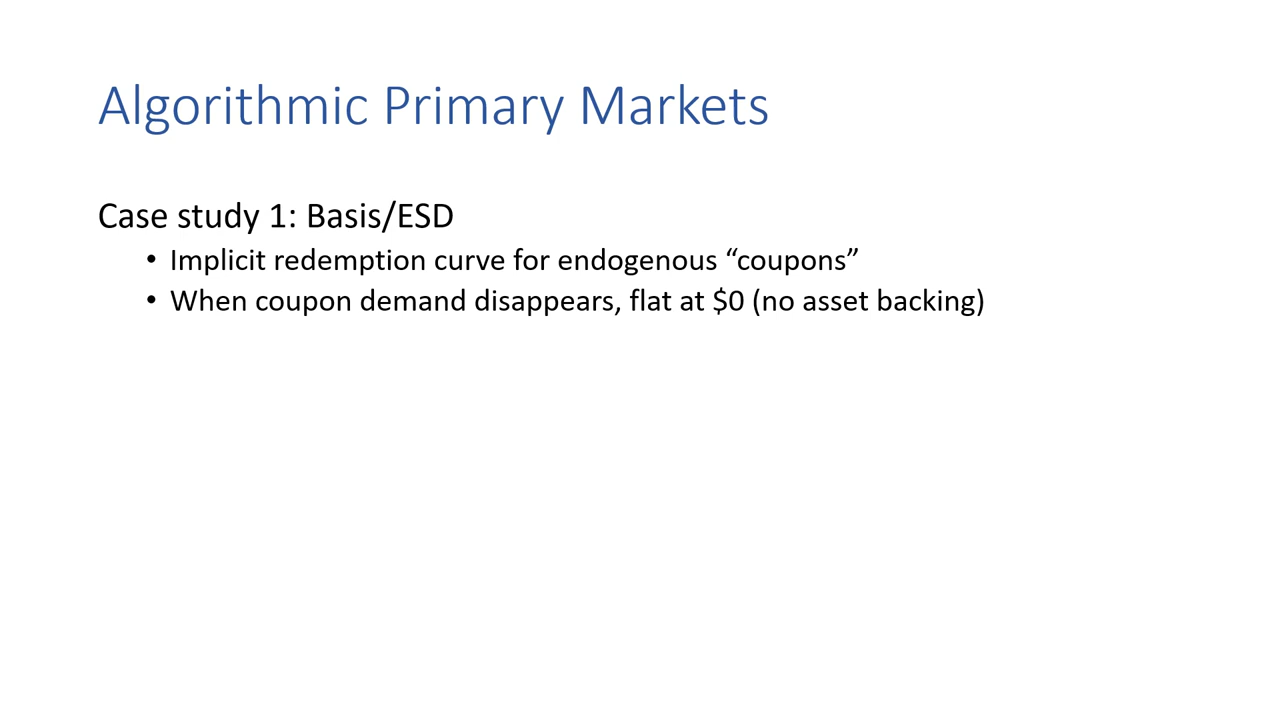 Algorithmic Primary Markets
Case study 1: Basis/ESD
• Implicit redemption curve for endogenous “coupons”
• When coupon demand disappears, flat at $0 (no asset backing)